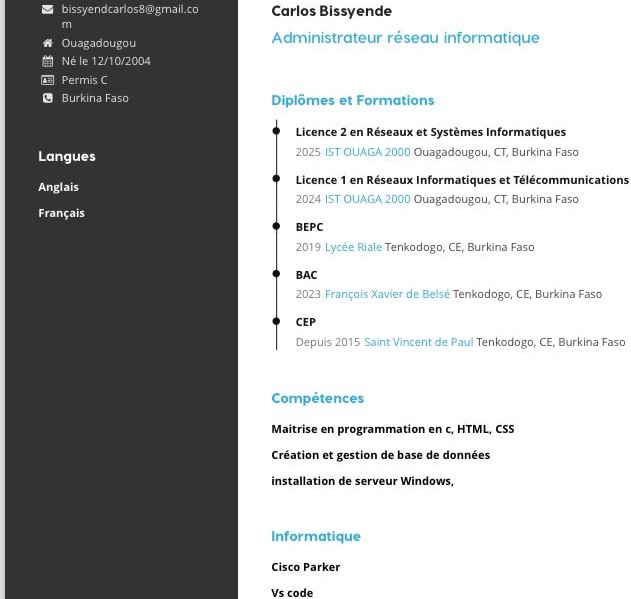 bissyendcarlos8@gmail.co
m
Ouagadougou
Né le 12/10/2004
Permis C
Burkina Faso
Langues
Anglais
Français
Carlos Bissyende
Administrateur réseau informatique
Diplômes et Formations
Licence 2 en Réseaux et Systèmes Informatiques
2025 IST OUAGA 2000 Ouagadougou, CT, Burkina Faso
Licence 1 en Réseaux Informatiques et Télécommunications
2024 IST OUAGA 2000 Ouagadougou, CT, Burkina Faso
BEPC
2019 Lycée Riale Tenkodogo, CE, Burkina Faso
BAC
2023 François Xavier de Belsé Tenkodogo, CE, Burkina Faso
CEP
Depuis 2015 Saint Vincent de Paul Tenkodogo, CE, Burkina Faso
Compétences
Maitrise en programmation en c, HTML, CSS
Création et gestion de base de données
installation de serveur Windows,
Informatique
Cisco Parker
Vs code